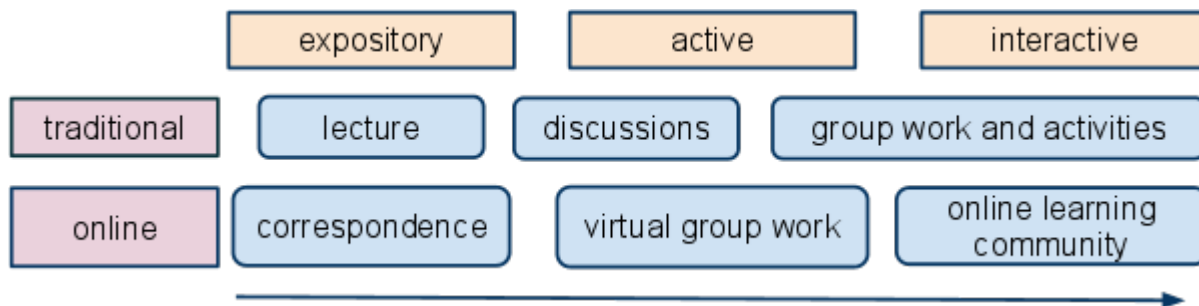 expository
active
interactive
traditional
lecture
discussions
group work and activities
online
correspondence
virtual group work
online learning
community